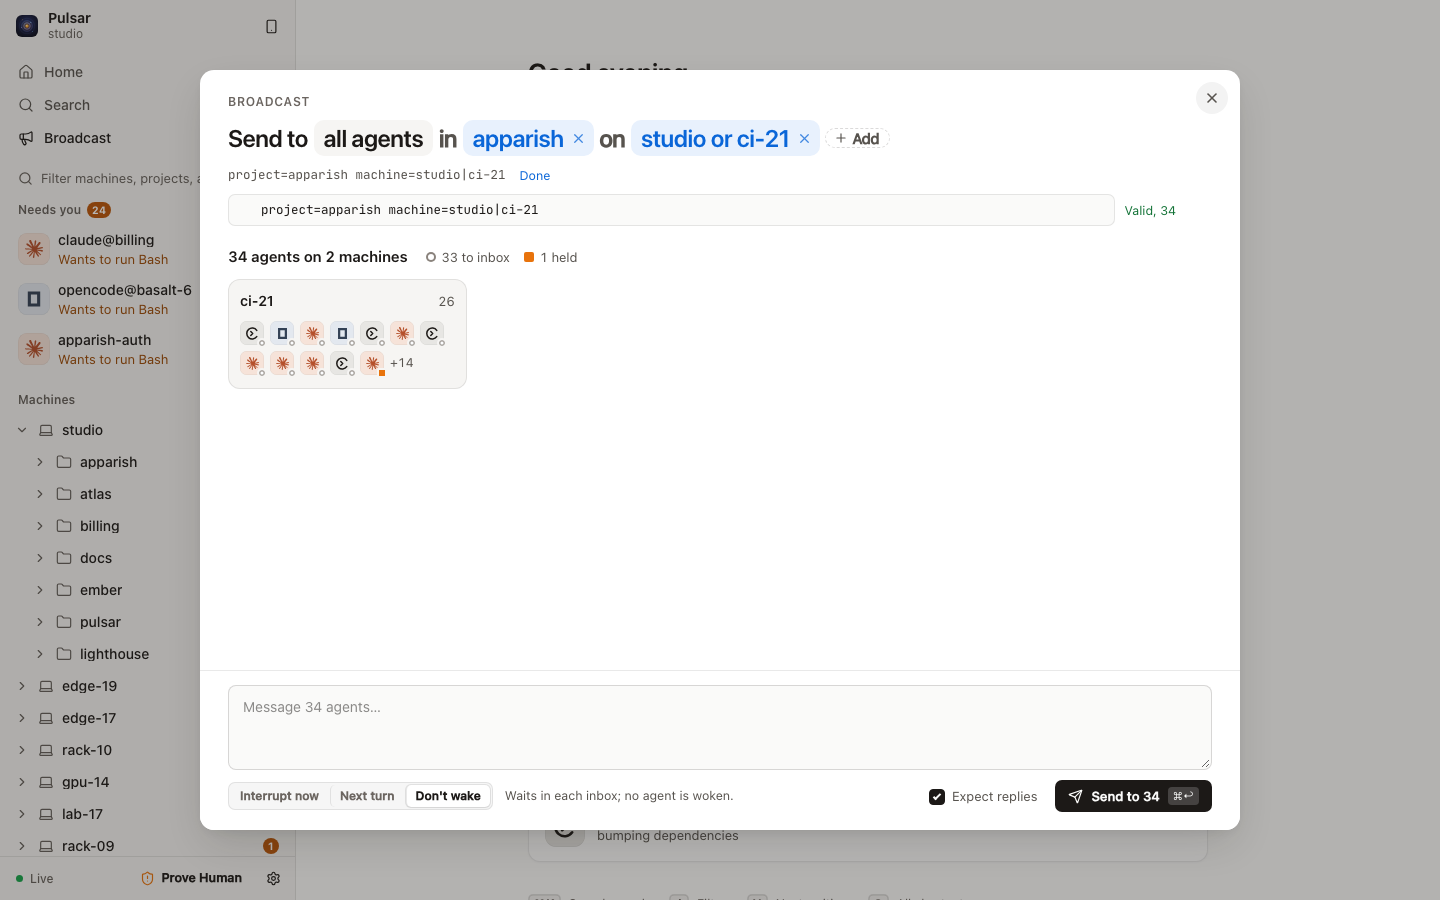 Pulsar
studio
Home
Search
Broadcast
Filter machines, projects, a
Needs you 24
claude@billing
Wants to run Bash
opencode@basalt-6
Wants to run Bash
apparish-auth
Wants to run Bash
Machines
studio
apparish
atlas
billing
docs
ember
pulsar
lighthouse
edge-19
edge-17
rack-10
gpu-14
lab-17
rack-09 1
Live Prove Human
BROADCAST
Send to all agents in apparish × on studio or ci-21 × + Add
project=apparish machine=studio|ci-21 Done
project=apparish machine=studio|ci-21 Valid, 34
34 agents on 2 machines 33 to inbox 1 held
ci-21 26
+14
Message 34 agents...
Interrupt now Next turn Don't wake Waits in each inbox; no agent is woken. Expect replies Send to 34 ⌘↩
bumping dependencies